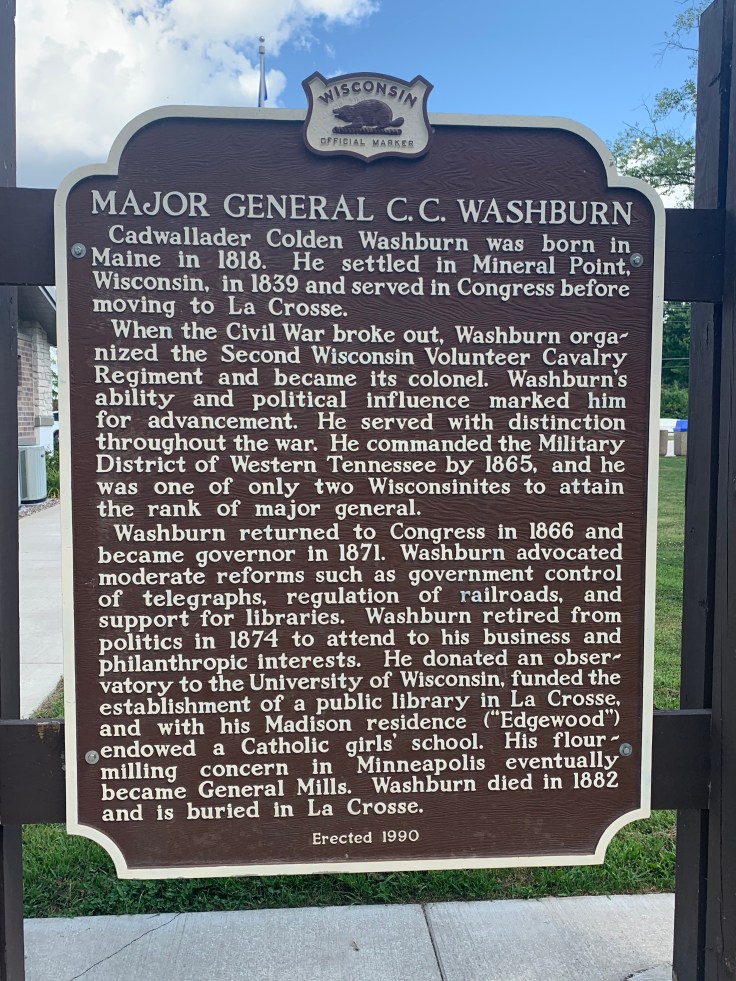 WISCONSIN
OFFICIAL MARKER
MAJOR GENERAL C.C. WASHBURN
Cadwallader Colden Washburn was born in
Maine in 1818. He settled in Mineral Point,
Wisconsin, in 1839 and served in Congress before
moving to La Crosse.
When the Civil War broke out, Washburn orga-
nized the Second Wisconsin Volunteer Cavalry
Regiment and became its colonel. Washburn's
ability and political influence marked him
for advancement. He served with distinction
throughout the war. He commanded the Military
District of Western Tennessee by 1865, and he
was one of only two Wisconsinites to attain
the rank of major general.
Washburn returned to Congress in 1866 and
became governor in 1871. Washburn advocated
moderate reforms such as government control
of telegraphs, regulation of railroads, and
support for libraries. Washburn retired from
politics in 1874 to attend to his business and
philanthropic interests. He donated an obser-
vatory to the University of Wisconsin, funded the
establishment of a public library in La Crosse,
and with his Madison residence ("Edgewood")
endowed a Catholic girls' school. His flour-
milling concern in Minneapolis eventually
became General Mills. Washburn died in 1882
and is buried in La Crosse.
Erected 1990